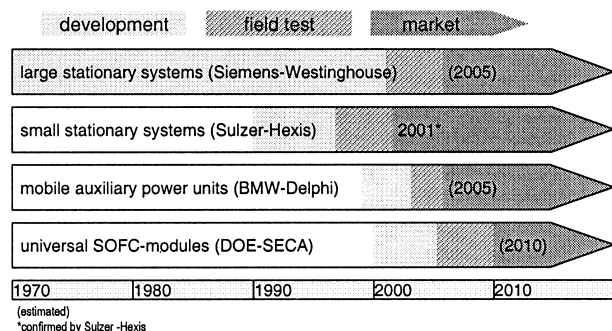 development field test market
large stationary systems (Siemens-Westinghouse) (2005)
small stationary systems (Sulzer-Hexis) 2001*
mobile auxiliary power units (BMW-Delphi) (2005)
universal SOFC-modules (DOE-SECA) (2010)
1970 1980 1990 2000 2010
(estimated)
*confirmed by Sulzer -Hexis